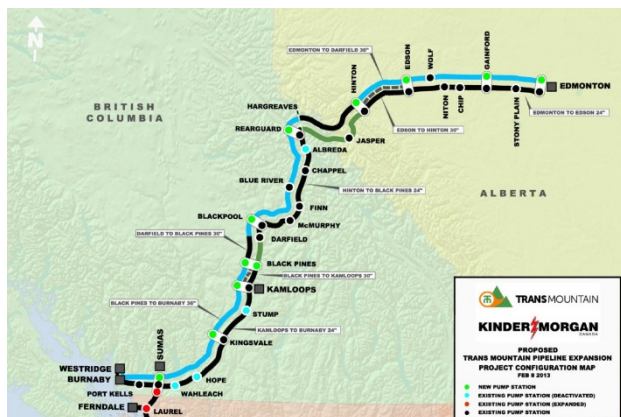 N
EDMONTON TO DARFIELD 36"
EDSON
WOLF
GAINFORD
HINTON
EDMONTON
BRITISH
COLUMBIA
HARGREAVES
REARGUARD
NITON
CHIP
STONY PLAIN
EDMONTON TO EDSON 24"
EDSON TO HINTON 30"
JASPER
ALBREDA
CHAPPEL
BLUE RIVER
HINTON TO BLACK PINES 24"
ALBERTA
FINN
BLACKPOOL
McMURPHY
DARFIELD TO BLACK PINES 30"
DARFIELD
BLACK PINES
BLACK PINES TO KAMLOOPS 30"
KAMLOOPS
BLACK PINES TO BURNABY 36"
STUMP
KAMLOOPS TO BURNABY 24"
KINGSVALE
SUMAS
WESTRIDGE
BURNABY
HOPE
PORT KELLS
WAHLEACH
FERNDALE
LAUREL
TRANSMOUNTAIN
KINDER MORGAN
CANADA
PROPOSED
TRANS MOUNTAIN PIPELINE EXPANSION
PROJECT CONFIGURATION MAP
FEB 8 2013
NEW PUMP STATION
EXISTING PUMP STATION (DEACTIVATED)
EXISTING PUMP STATION (EXPANDED)
EXISTING PUMP STATION